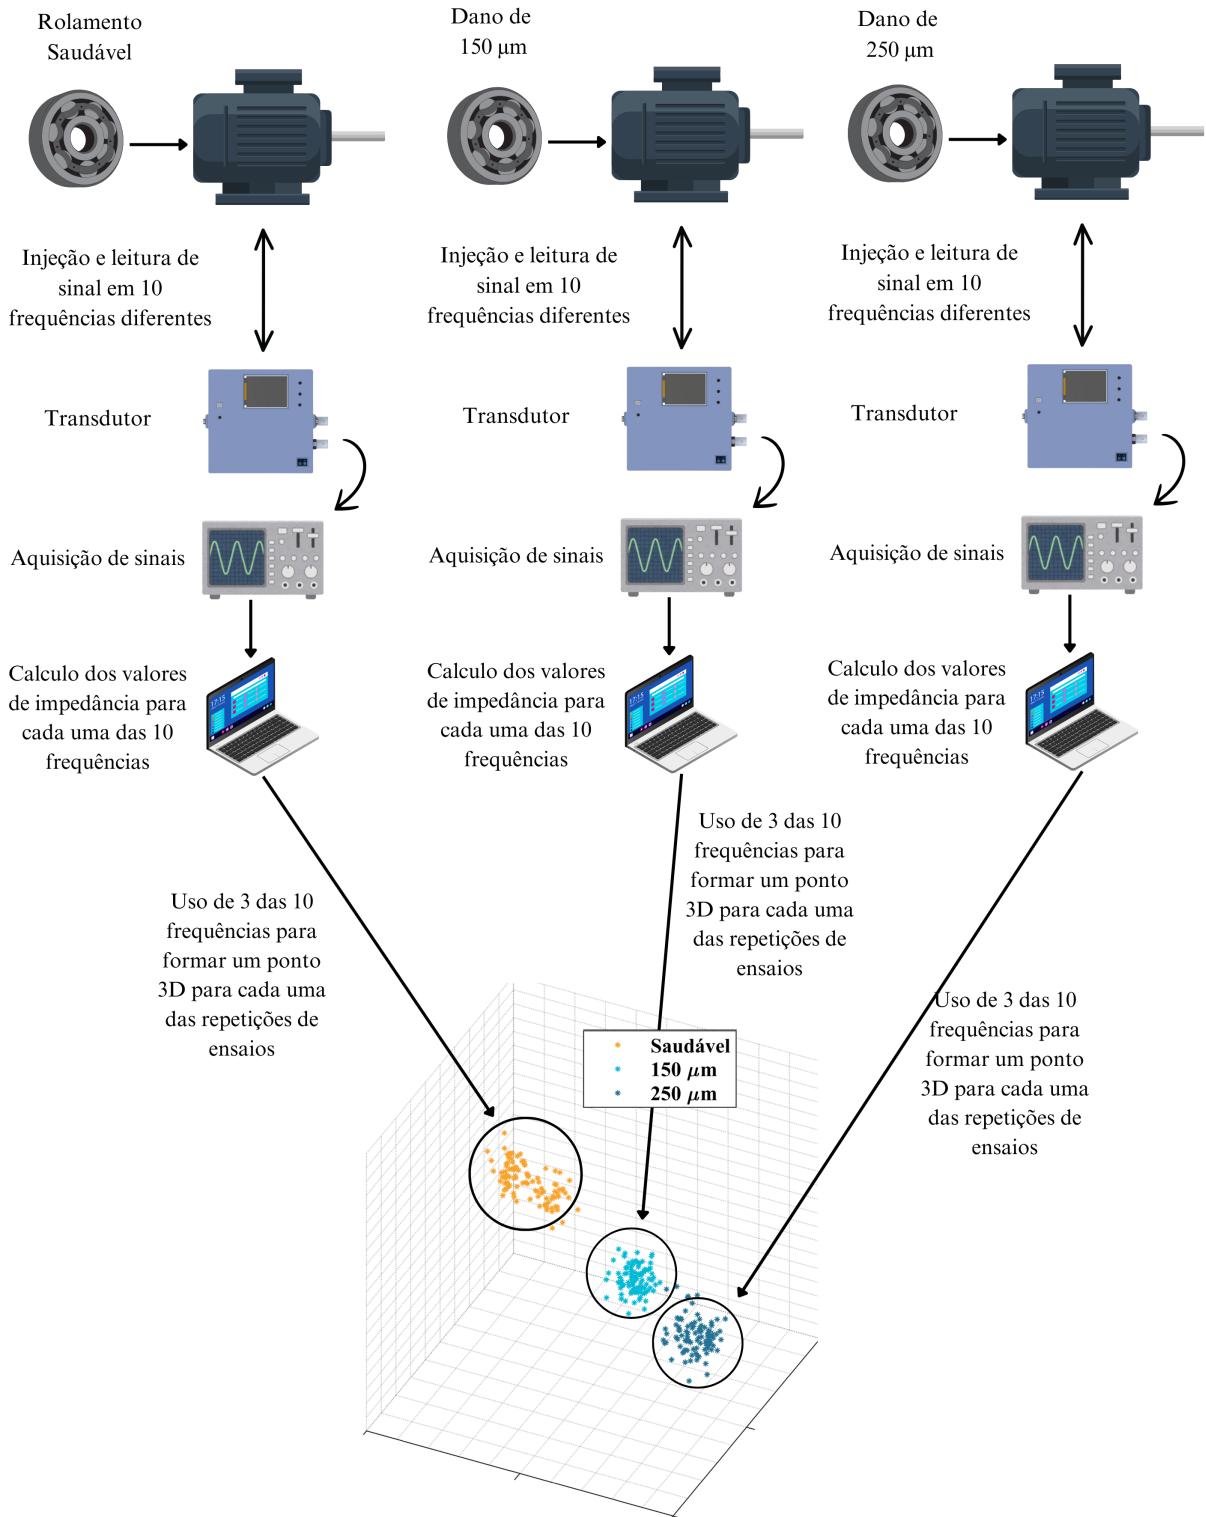 Rolamento
Saudável
Dano de
150 μm
Dano de
250 μm
Injeção e leitura de
sinal em 10
frequências diferentes
Injeção e leitura de
sinal em 10
frequências diferentes
Injeção e leitura de
sinal em 10
frequências diferentes
Transdutor
Transdutor
Transdutor
Aquisição de sinais
Aquisição de sinais
Aquisição de sinais
Calculo dos valores
de impedância para
cada uma das 10
frequências
17:15
Calculo dos valores
de impedância para
cada uma das 10
frequências
17:15
Calculo dos valores
de impedância para
cada uma das 10
frequências
17:15
Uso de 3 das 10
frequências para
formar um ponto
3D para cada uma
das repetições de
ensaios
Uso de 3 das 10
frequências para
formar um ponto
3D para cada uma
das repetições de
ensaios
Uso de 3 das 10
frequências para
formar um ponto
3D para cada uma
das repetições de
ensaios
Saudável
150 μm
250 μm